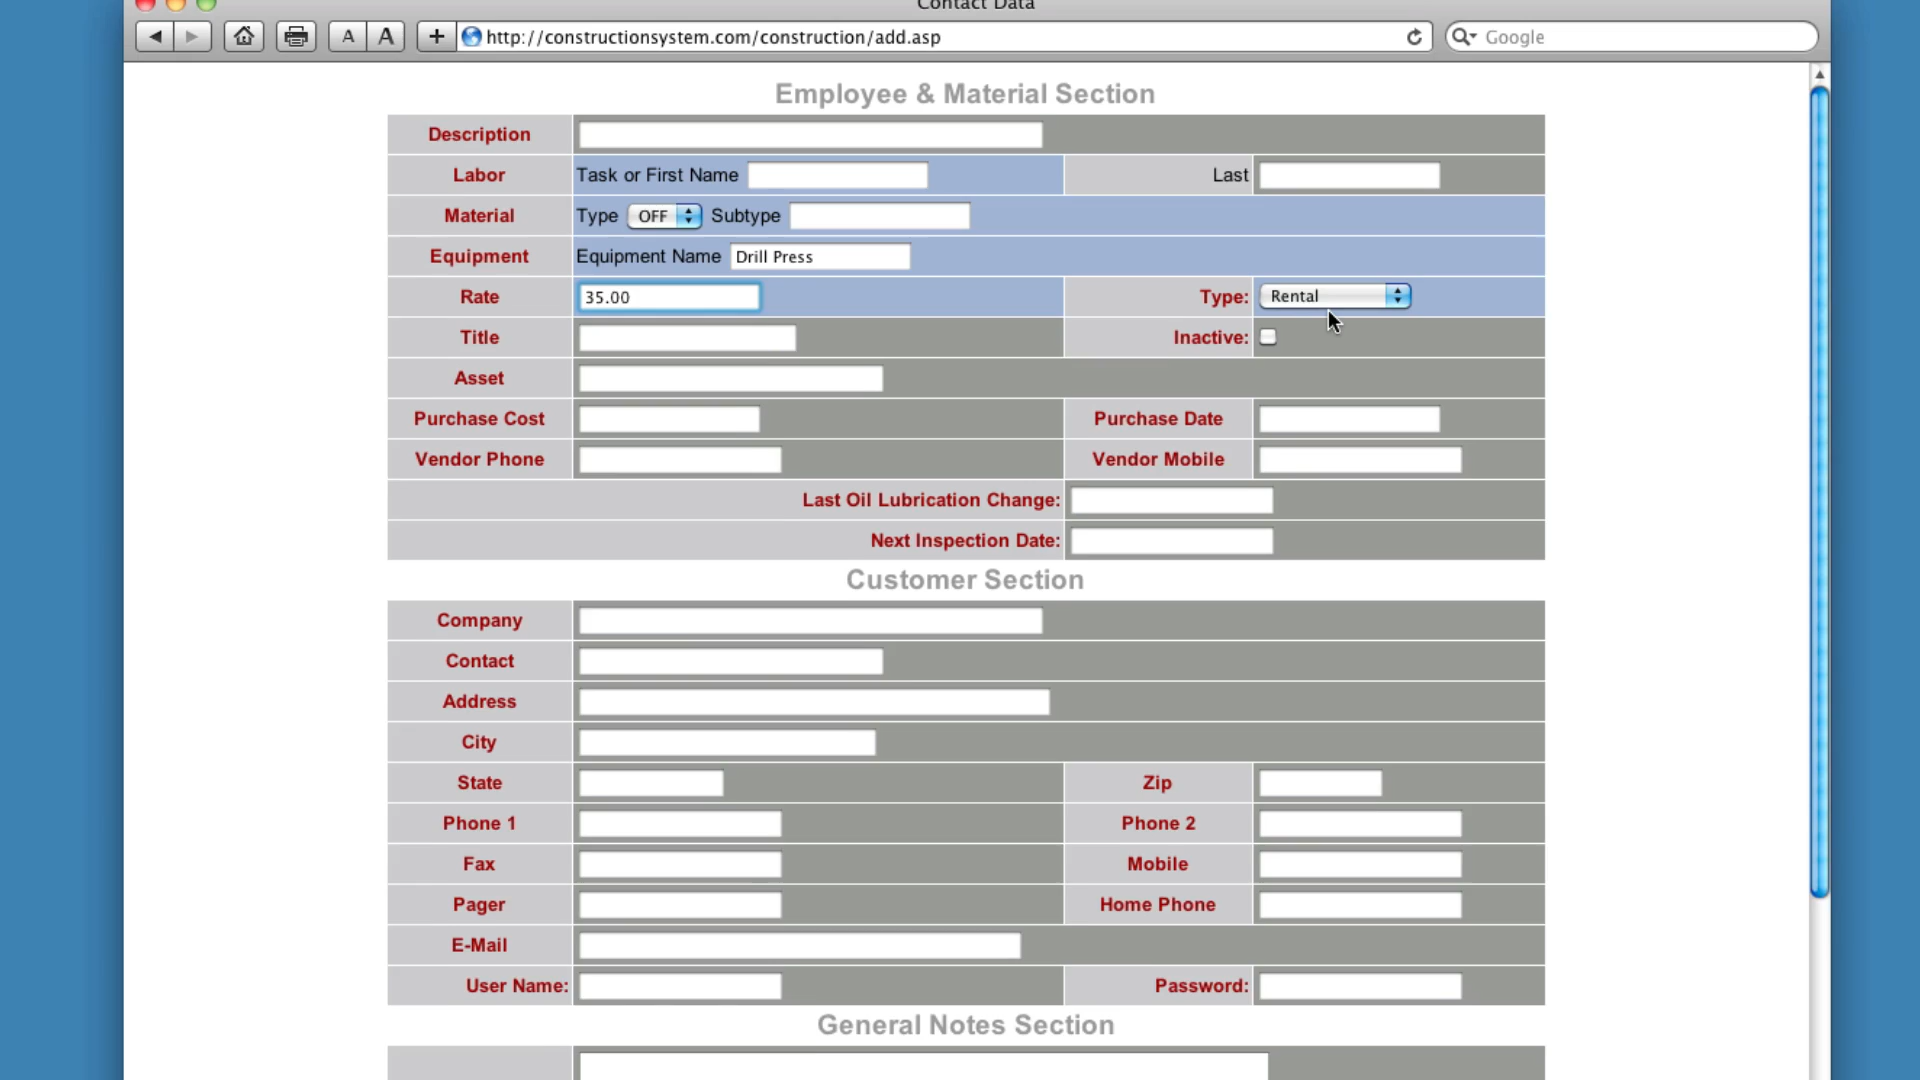 Contact Data
A A + http://constructionsystem.com/construction/add.asp Google
Employee & Material Section
Description
Labor Task or First Name Last
Material Type OFF Subtype
Equipment Equipment Name Drill Press
Rate 35.00 Type: Rental
Title Inactive:
Asset
Purchase Cost Purchase Date
Vendor Phone Vendor Mobile
Last Oil Lubrication Change:
Next Inspection Date:
Customer Section
Company
Contact
Address
City
State Zip
Phone 1 Phone 2
Fax Mobile
Pager Home Phone
E-Mail
User Name: Password:
General Notes Section